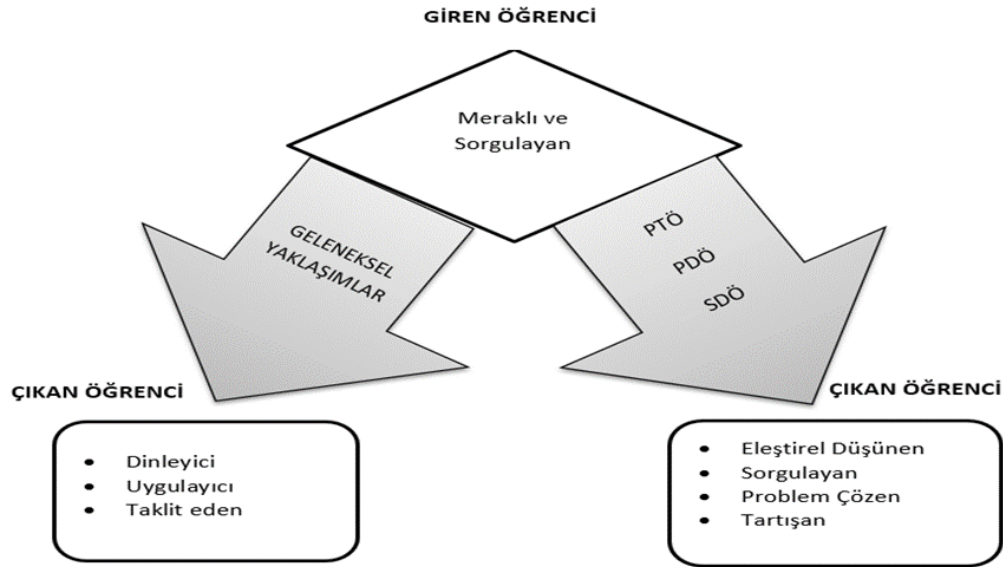 GİREN ÖĞRENCİ
Meraklı ve
Sorgulayan
GELENEKSEL
YAKLAŞIMLAR
PTÖ
PDÖ
SDÖ
ÇIKAN ÖĞRENCİ
• Dinleyici
• Uygulayıcı
• Taklit eden
ÇIKAN ÖĞRENCİ
• Eleştirel Düşünen
• Sorgulayan
• Problem Çözen
• Tartışan